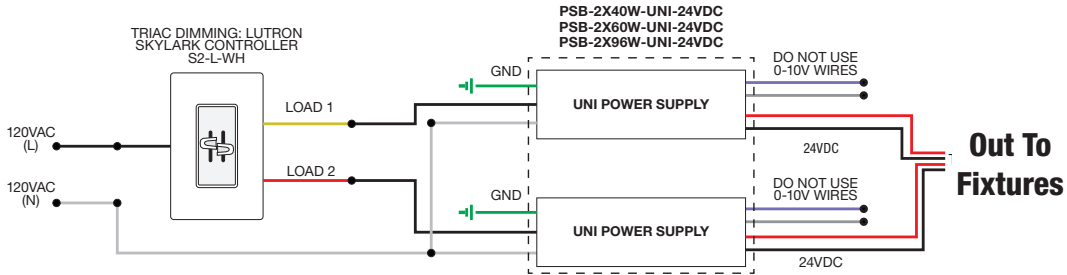 PSB-2X40W-UNI-24VDC
PSB-2X60W-UNI-24VDC
PSB-2X96W-UNI-24VDC
TRIAC DIMMING: LUTRON
SKYLARK CONTROLLER
S2-L-WH
120VAC
(L)
120VAC
(N)
LOAD 1
LOAD 2
GND
UNI POWER SUPPLY
DO NOT USE
0-10V WIRES
24VDC
GND
UNI POWER SUPPLY
DO NOT USE
0-10V WIRES
24VDC
Out To
Fixtures